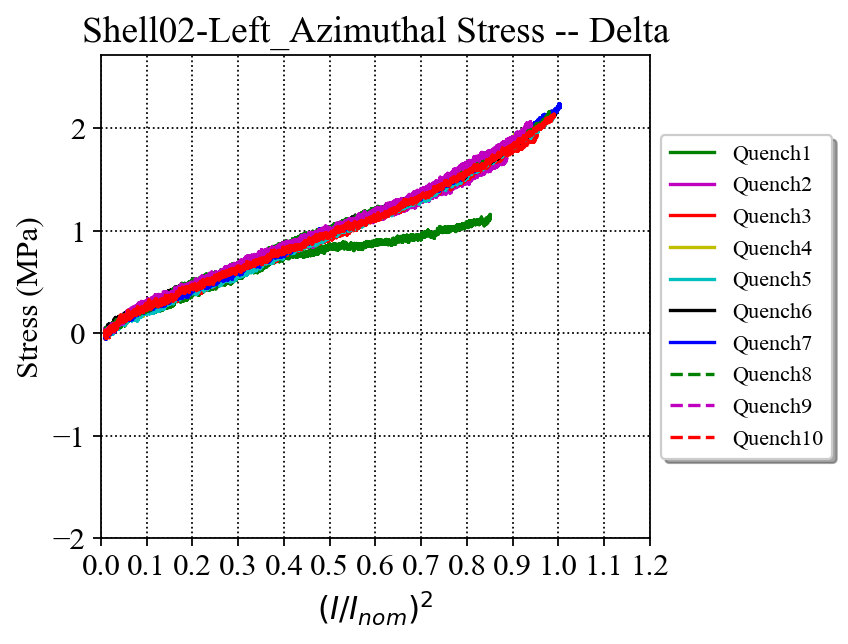 Shell02-Left_Azimuthal Stress -- Delta
Stress (MPa)
2
1
0
−1
−2
0.0 0.1 0.2 0.3 0.4 0.5 0.6 0.7 0.8 0.9 1.0 1.1 1.2
(I/I_{nom})^2
Quench1
Quench2
Quench3
Quench4
Quench5
Quench6
Quench7
Quench8
Quench9
Quench10